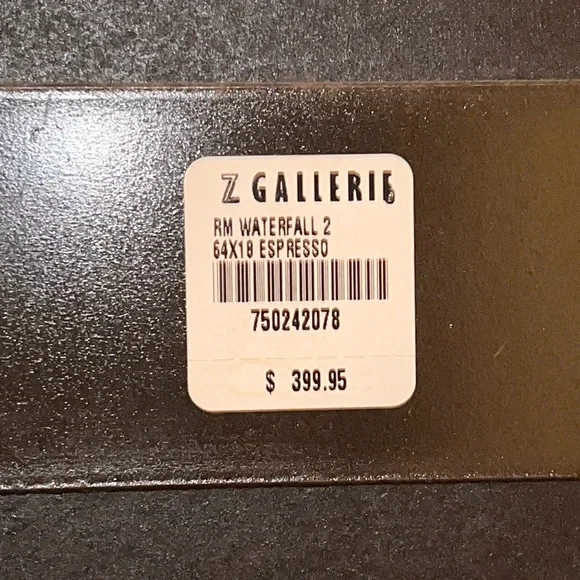 Z GALLERIE
RM WATERFALL 2
64X18 ESPRESSO
750242078
$ 399.95